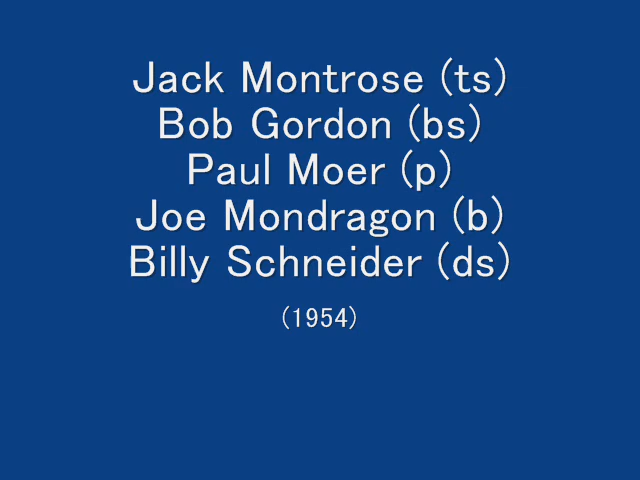 Jack Montrose (ts)
Bob Gordon (bs)
Paul Moer (p)
Joe Mondragon (b)
Billy Schneider (ds)
(1954)